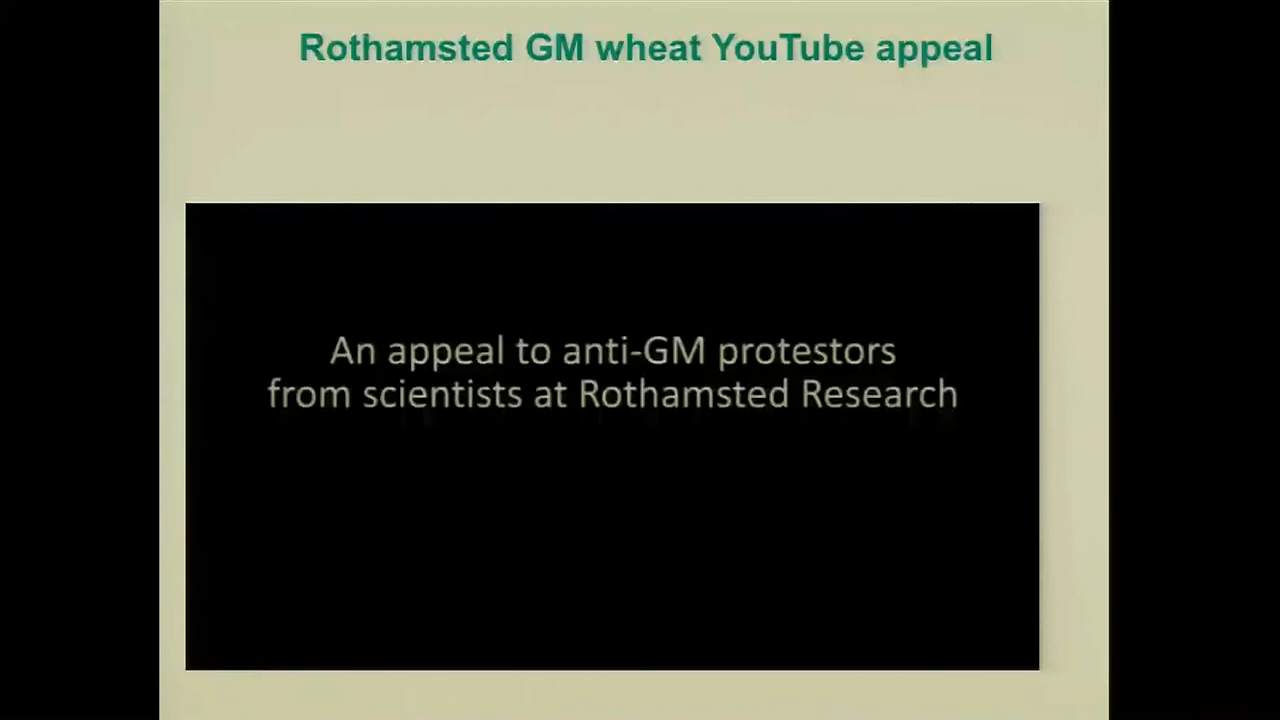 Rothamsted GM wheat YouTube appeal
An appeal to anti-GM protestors
from scientists at Rothamsted Research